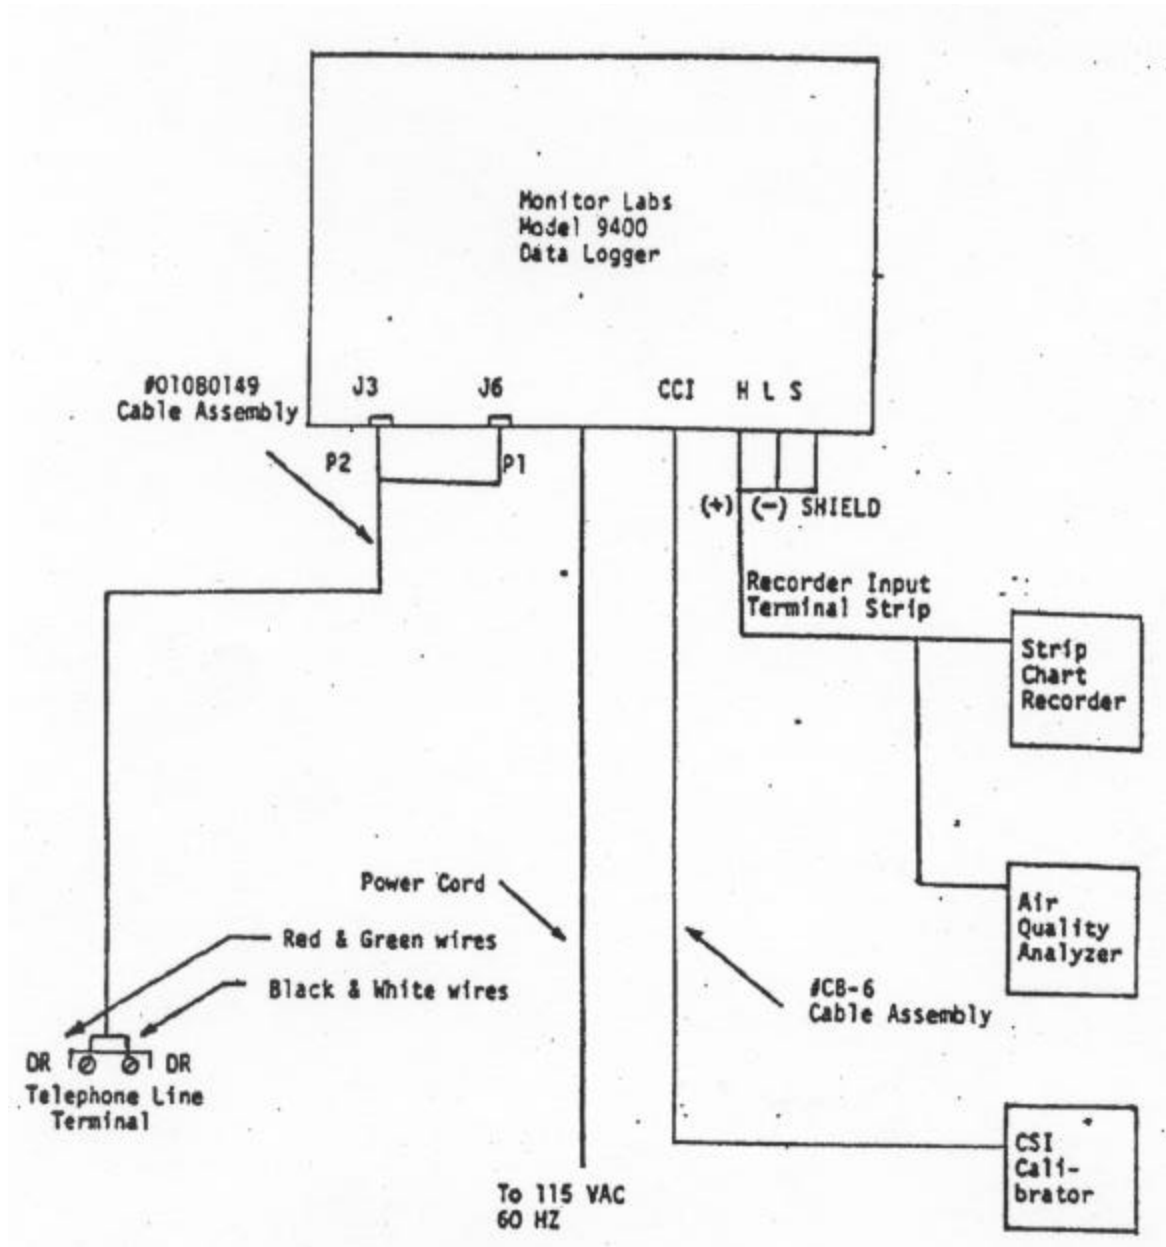 Monitor Labs
Model 9400
Data Logger
#010B0149
Cable Assembly
J3
J6
CCI
H L S
P2
P1
(+) (-) SHIELD
Recorder Input
Terminal Strip
Strip
Chart
Recorder
Power Cord
Red & Green wires
Black & White wires
Air
Quality
Analyzer
#CB-6
Cable Assembly
DR
DR
Telephone Line
Terminal
CSI
Cali-
brator
To 115 VAC
60 HZ